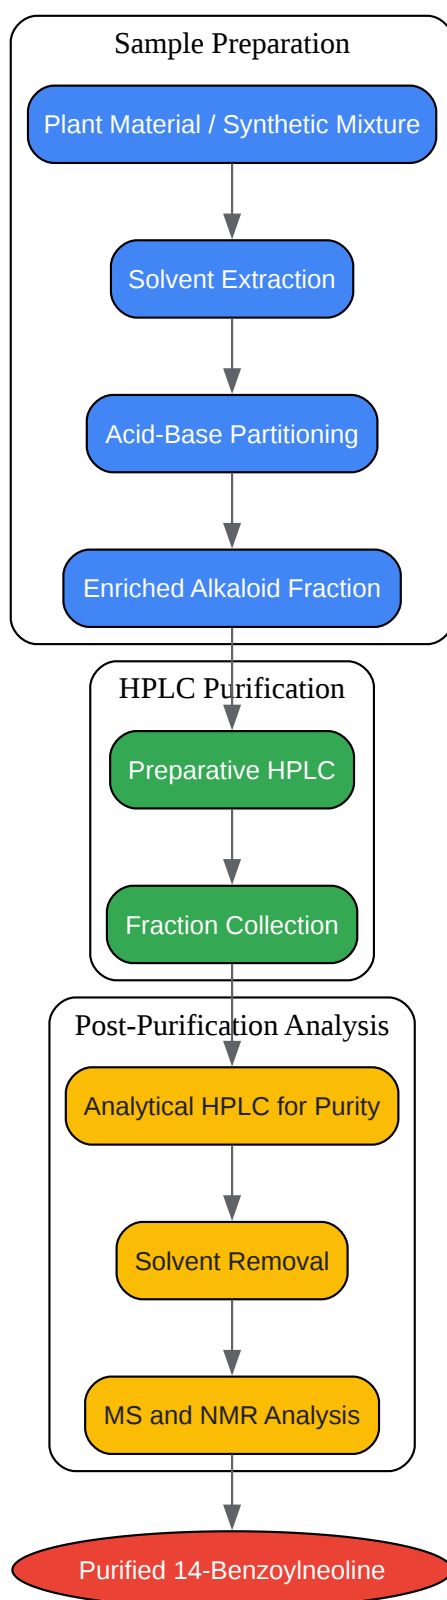 Sample Preparation
Plant Material / Synthetic Mixture
Solvent Extraction
Acid-Base Partitioning
Enriched Alkaloid Fraction
HPLC Purification
Preparative HPLC
Fraction Collection
Post-Purification Analysis
Analytical HPLC for Purity
Solvent Removal
MS and NMR Analysis
Purified 14-Benzoylneoline